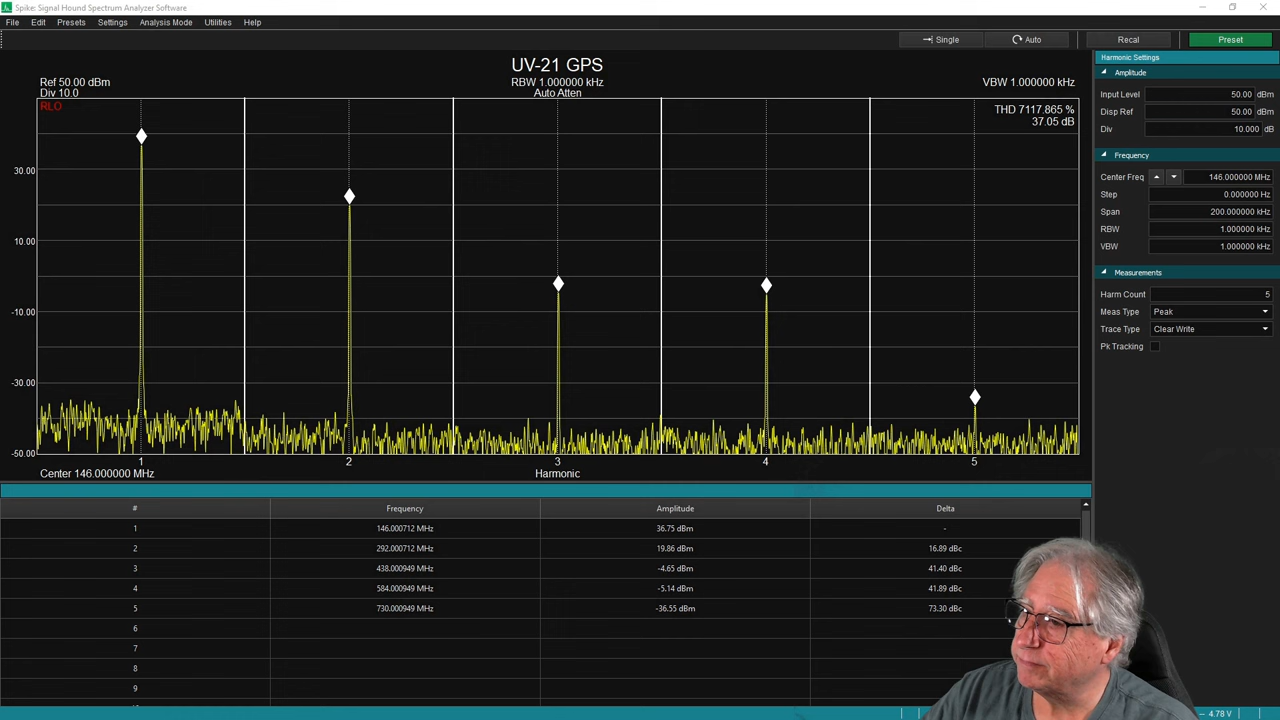 Spike: Signal Hound Spectrum Analyzer Software
File Edit Presets Settings Analysis Mode Utilities Help
Single Auto Recal Preset
UV-21 GPS
Ref 50.00 dBm RBW 1.000000 kHz VBW 1.000000 kHz
Div 10.0 Auto Atten
RLO THD 7117.865 %
37.05 dB
30.00
10.00
-10.00
-30.00
-50.00
1 2 3 4 5
Center 146.000000 MHz Harmonic
# Frequency Amplitude Delta
1 146.000712 MHz 36.75 dBm -
2 292.000712 MHz 19.86 dBm 16.89 dBc
3 438.000949 MHz -4.65 dBm 41.40 dBc
4 584.000949 MHz -5.14 dBm 41.89 dBc
5 730.000949 MHz -36.55 dBm 73.30 dBc
6
7
8
9
Harmonic Settings
Amplitude
Input Level 50.00 dBm
Disp Ref 50.00 dBm
Div 10.000 dB
Frequency
Center Freq 146.000000 MHz
Step 0.000000 Hz
Span 200.000000 kHz
RBW 1.000000 kHz
VBW 1.000000 kHz
Measurements
Harm Count 5
Meas Type Peak
Trace Type Clear Write
Pk Tracking
4.78 V